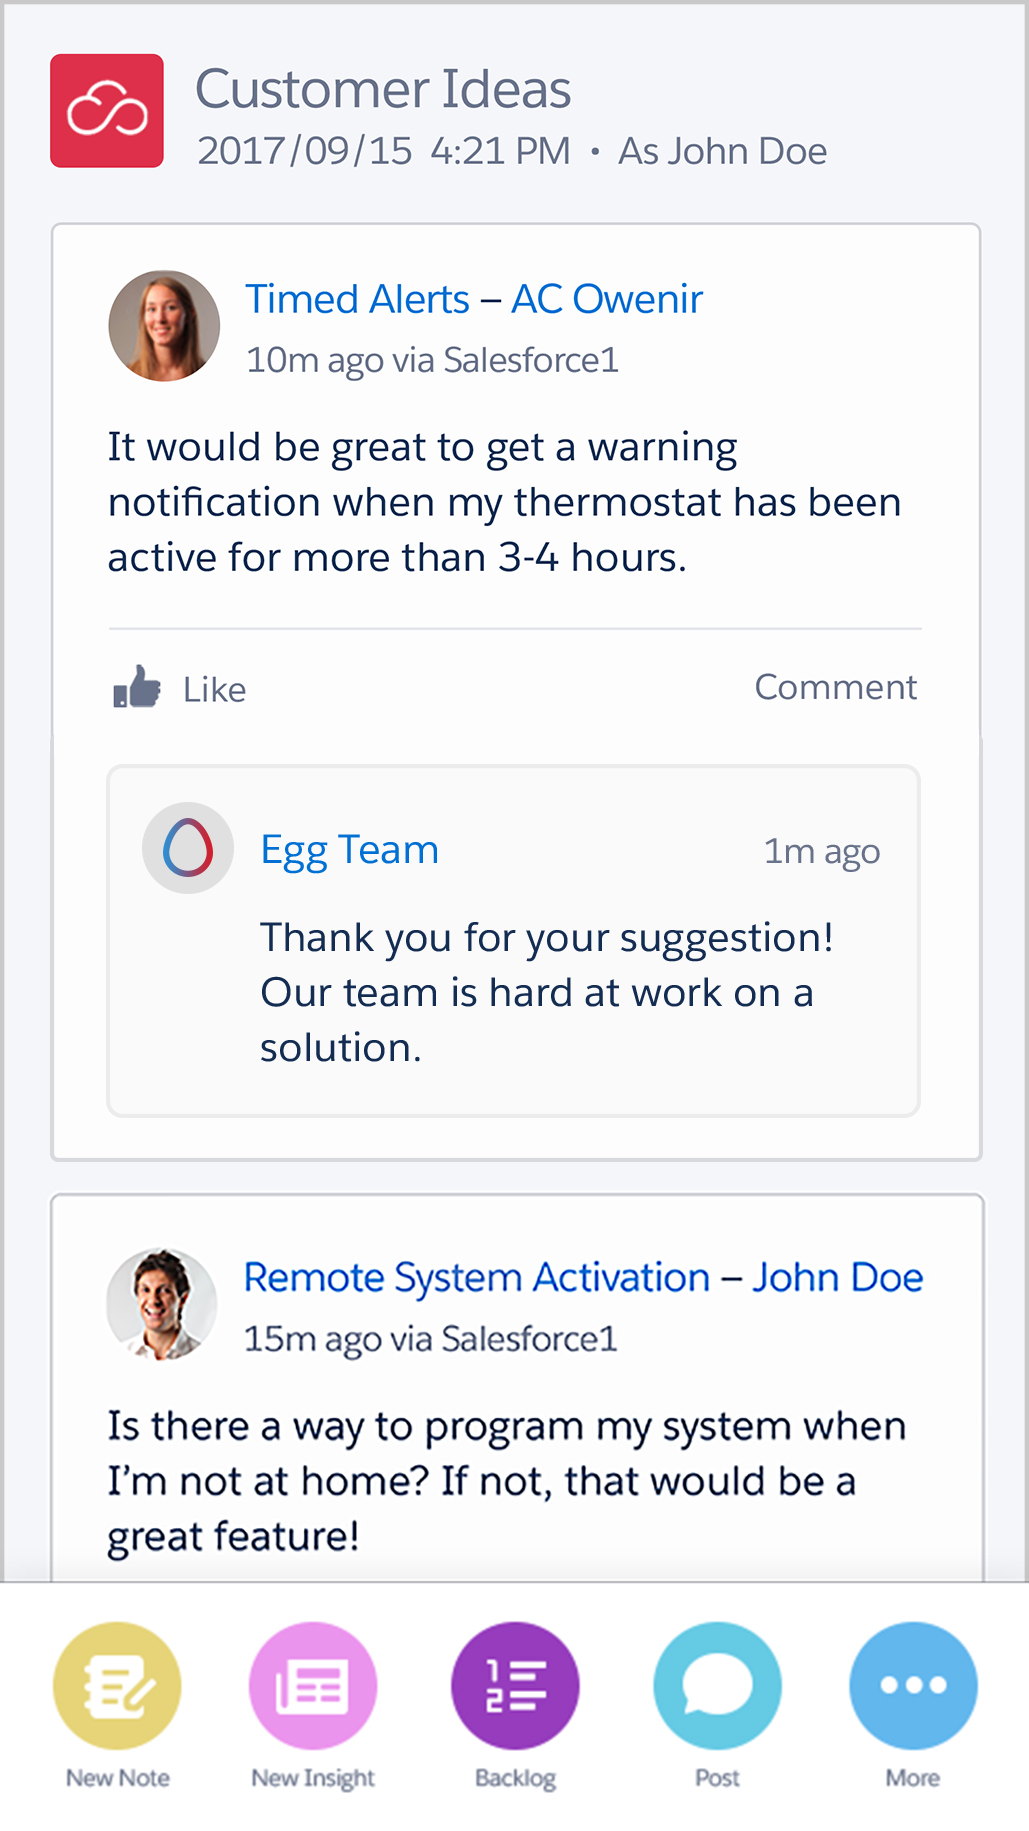 Customer Ideas
2017/09/15 4:21 PM • As John Doe
Timed Alerts – AC Owenir
10m ago via Salesforce1
It would be great to get a warning
notification when my thermostat has been
active for more than 3-4 hours.
Like
Comment
Egg Team
1m ago
Thank you for your suggestion!
Our team is hard at work on a
solution.
Remote System Activation – John Doe
15m ago via Salesforce1
Is there a way to program my system when
I’m not at home? If not, that would be a
great feature!
1
2
New Note
New Insight
Backlog
Post
More